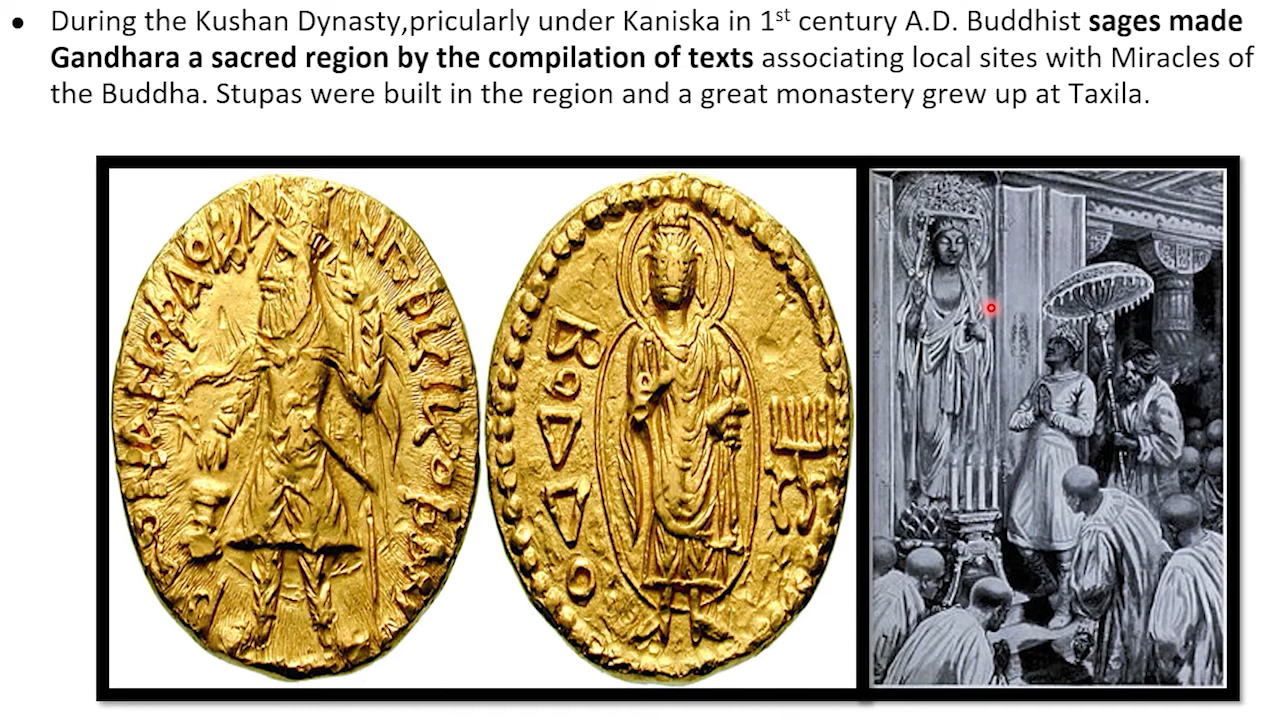 • During the Kushan Dynasty,pricularly under Kaniska in 1st century A.D. Buddhist sages made
Gandhara a sacred region by the compilation of texts associating local sites with Miracles of
the Buddha. Stupas were built in the region and a great monastery grew up at Taxila.
ΒΟΔΔΟ